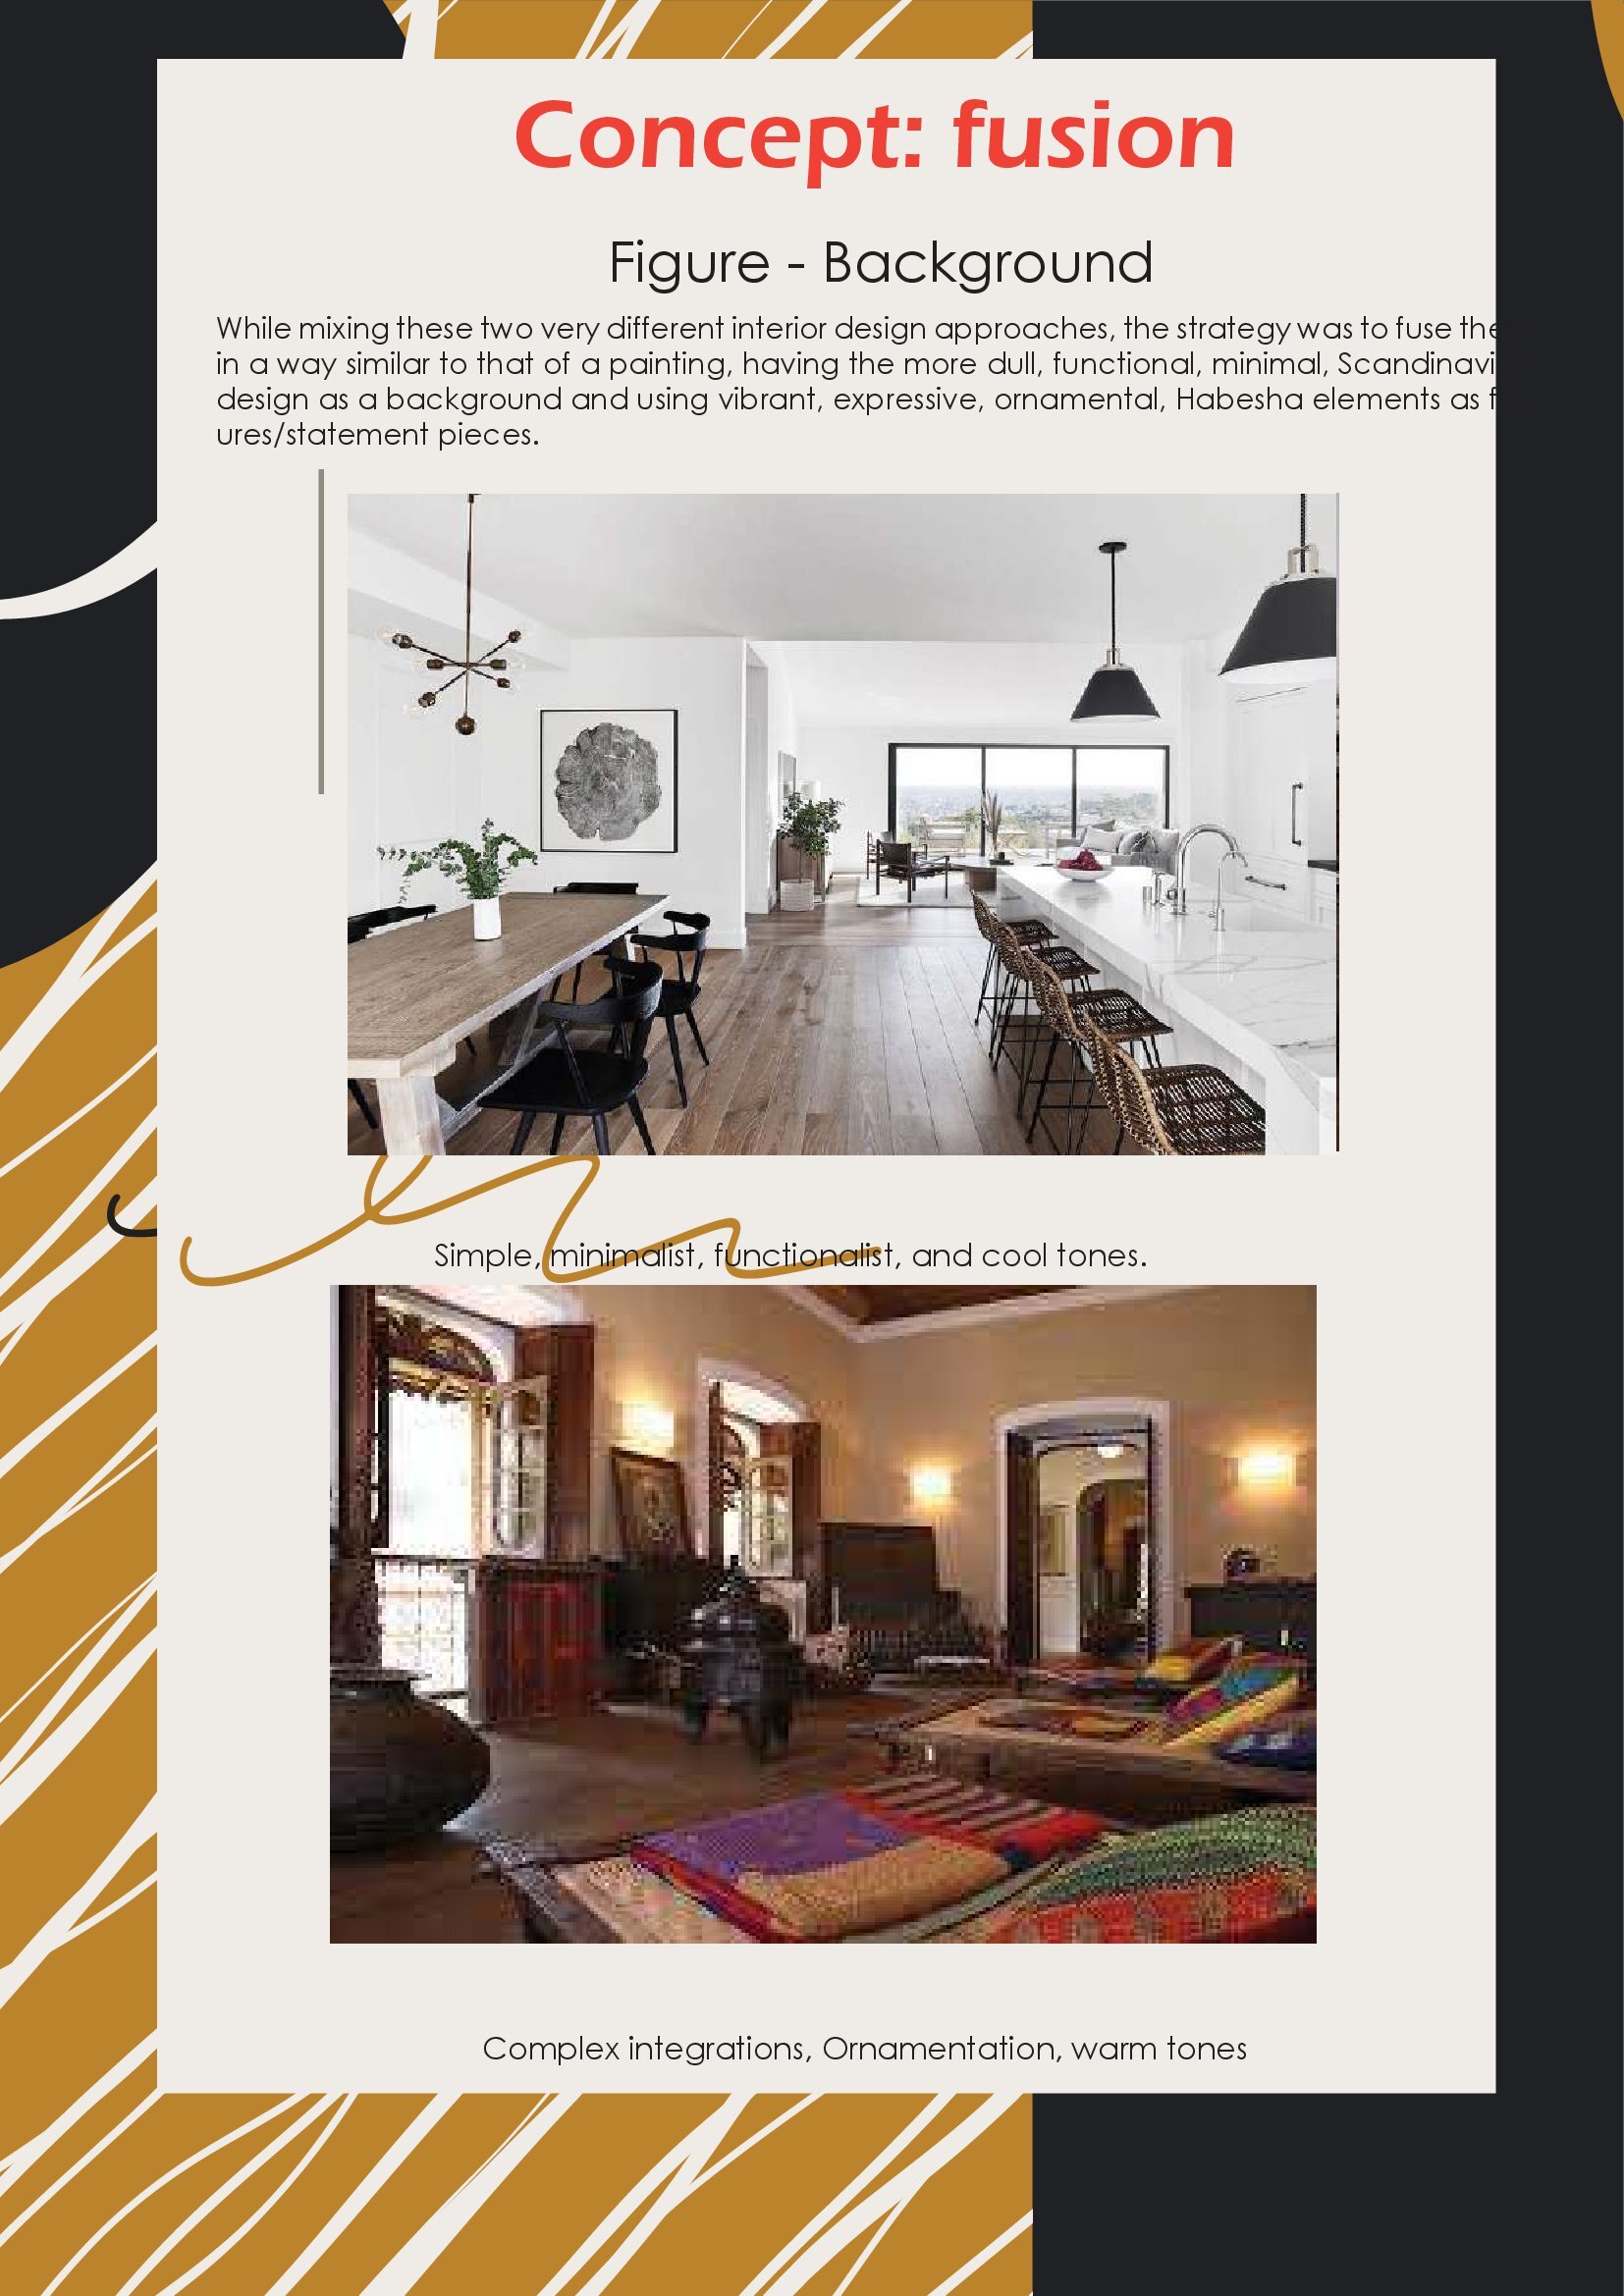 Concept: fusion
Figure - Background
While mixing these two very different interior design approaches, the strategy was to fuse the
in a way similar to that of a painting, having the more dull, functional, minimal, Scandinavi
design as a background and using vibrant, expressive, ornamental, Habesha elements as f
ures/statement pieces.
Simple, minimalist, functionalist, and cool tones.
Complex integrations, Ornamentation, warm tones